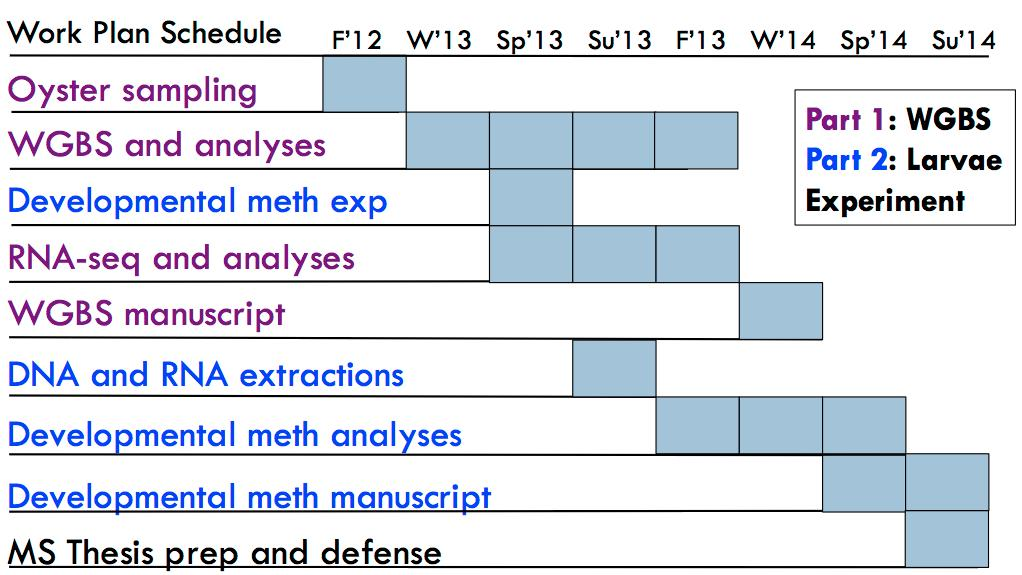 Work Plan Schedule F’12 W’13 Sp’13 Su’13 F’13 W’14 Sp’14 Su’14
Oyster sampling
Part 1: WGBS
WGBS and analyses
Part 2: Larvae
Experiment
Developmental meth exp
RNA-seq and analyses
WGBS manuscript
DNA and RNA extractions
Developmental meth analyses
Developmental meth manuscript
MS Thesis prep and defense